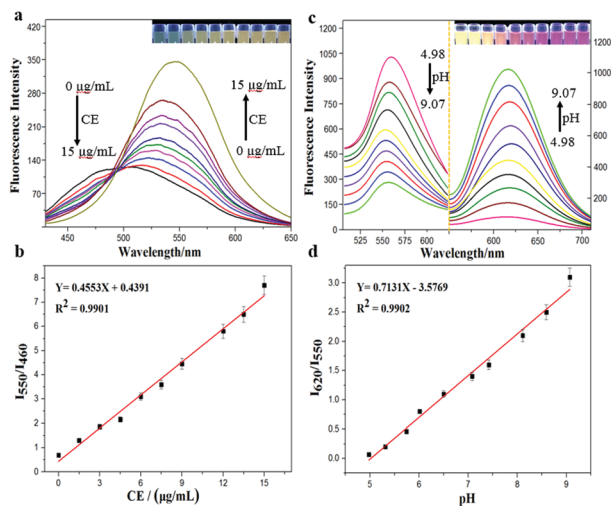 a
420
350
280
210
140
70
Fluorescence Intensity
0 µg/mL
CE
15 µg/mL
15 µg/mL
CE
0 µg/mL
450 500 550 600 650
Wavelength/nm
c
1200
1050
900
750
600
450
300
150
0
Fluorescence Intensity
4.98
pH
9.07
9.07
pH
4.98
1200
1000
800
600
400
200
0
525 550 575 600 650 700
Wavelength/nm
b
8
7
6
5
4
3
2
1
0
I550/I460
Y= 0.4553X + 0.4391
R² = 0.9901
0 3 6 9 12 15
CE / (µg/mL)
d
3.0
2.5
2.0
1.5
1.0
0.5
0.0
I620/I550
Y= 0.7131X - 3.5769
R² = 0.9902
5 6 7 8 9
pH